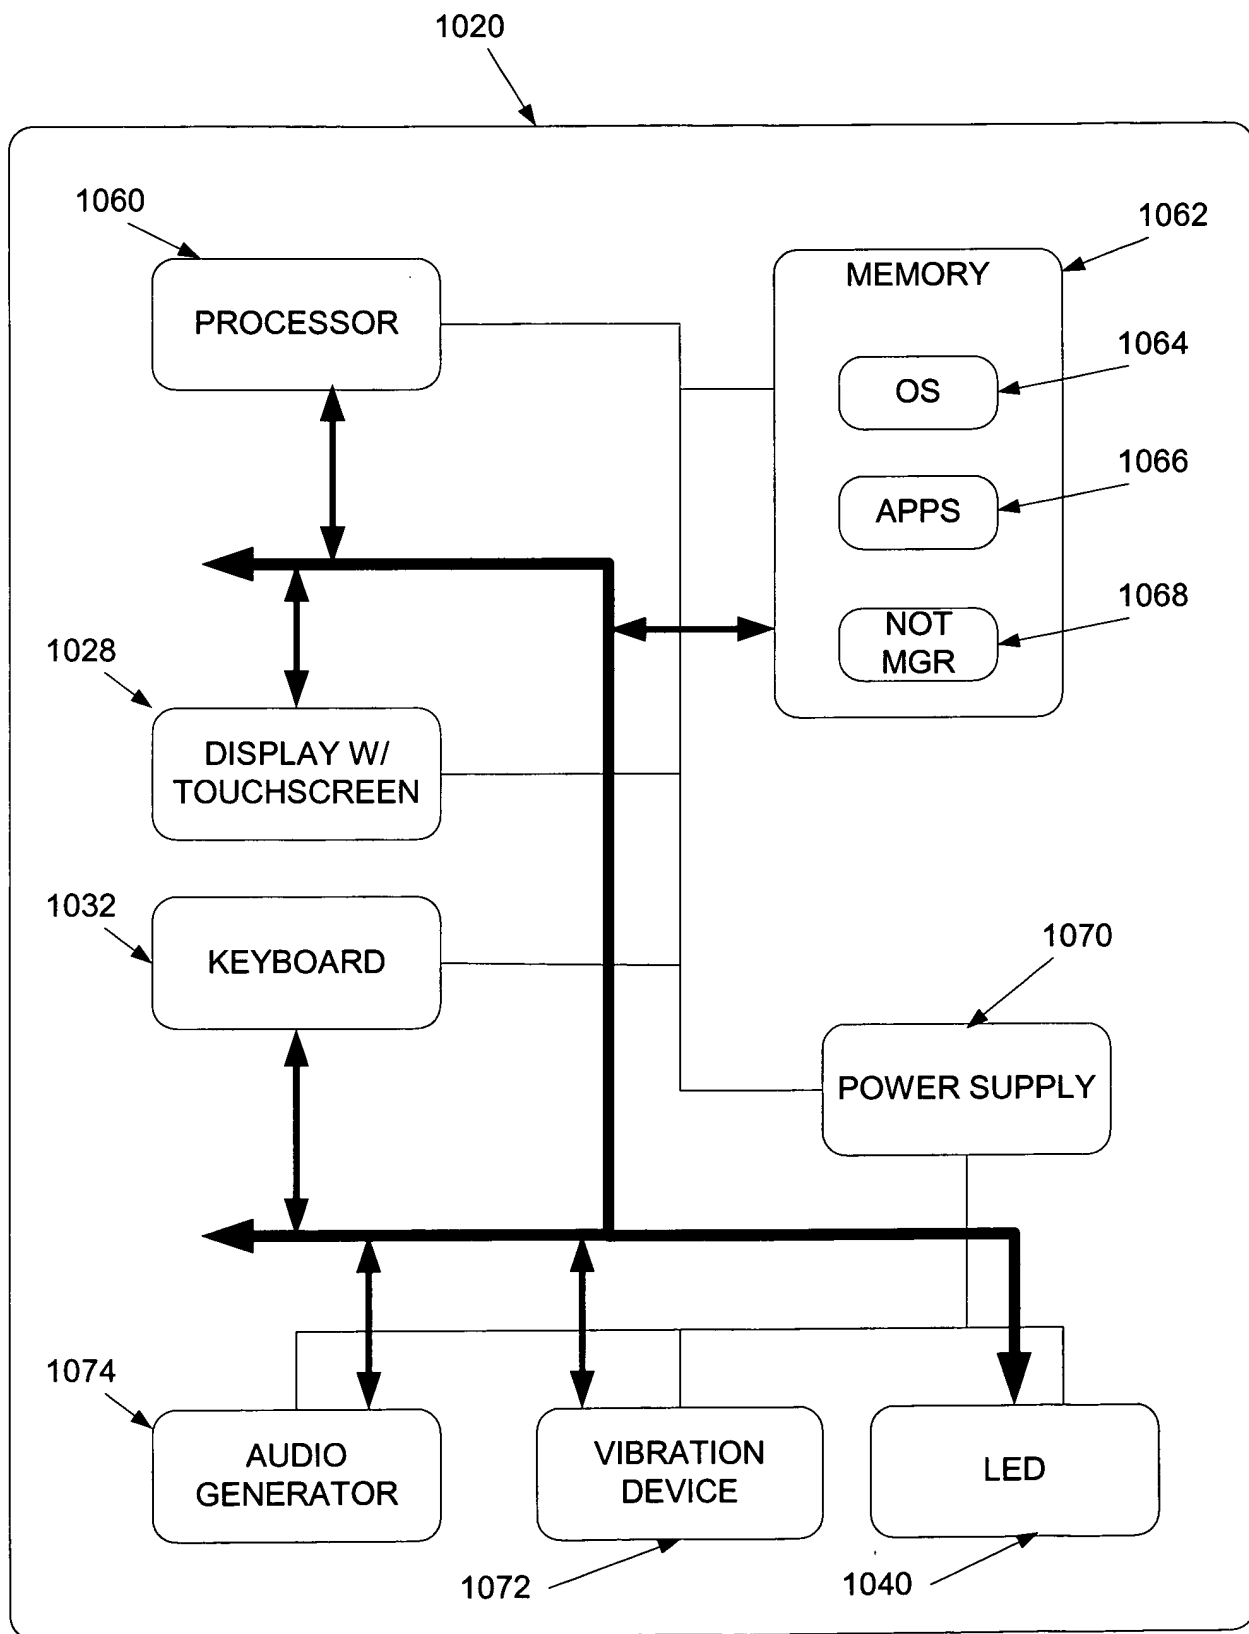 1020
1060
PROCESSOR
1062
MEMORY
1064
OS
1066
APPS
1068
NOT
MGR
1028
DISPLAY W/
TOUCHSCREEN
1032
KEYBOARD
1070
POWER SUPPLY
1074
AUDIO
GENERATOR
VIBRATION
DEVICE
LED
1072
1040